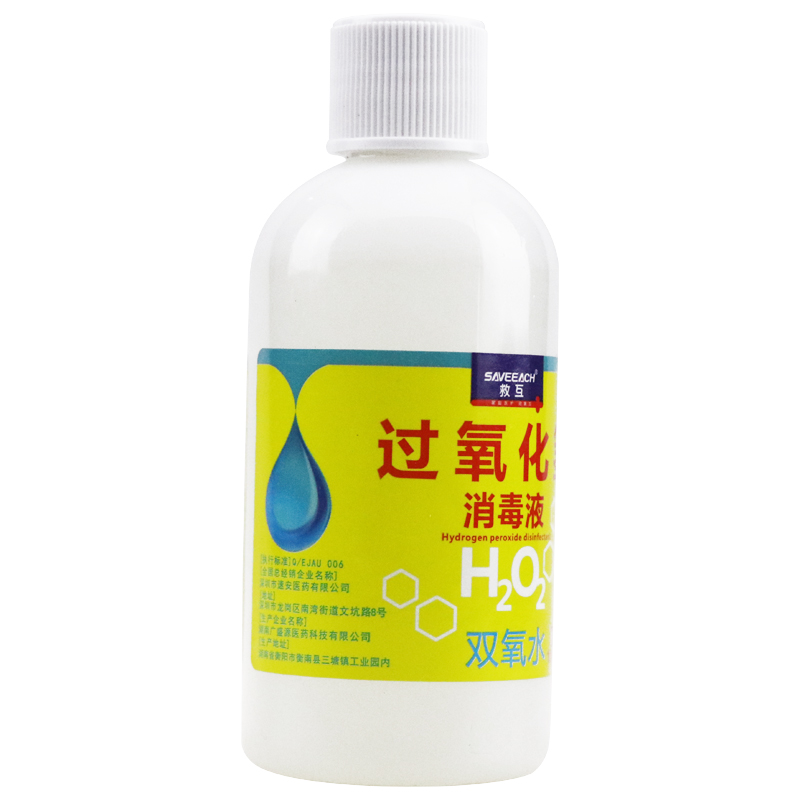 SAVEEACH®
救互
过氧化
消毒液
Hydrogen peroxide disinfectant
H2O2
双氧水
[执行标准]Q/EJAU 006
[全国总经销企业名称]
深圳市遂安医药有限公司
[地址]
深圳市龙岗区南湾街道文坑路8号
[生产企业名称]
湖南广盛源医药科技有限公司
[生产地址]
湖南省衡阳市衡南县三塘镇工业园内